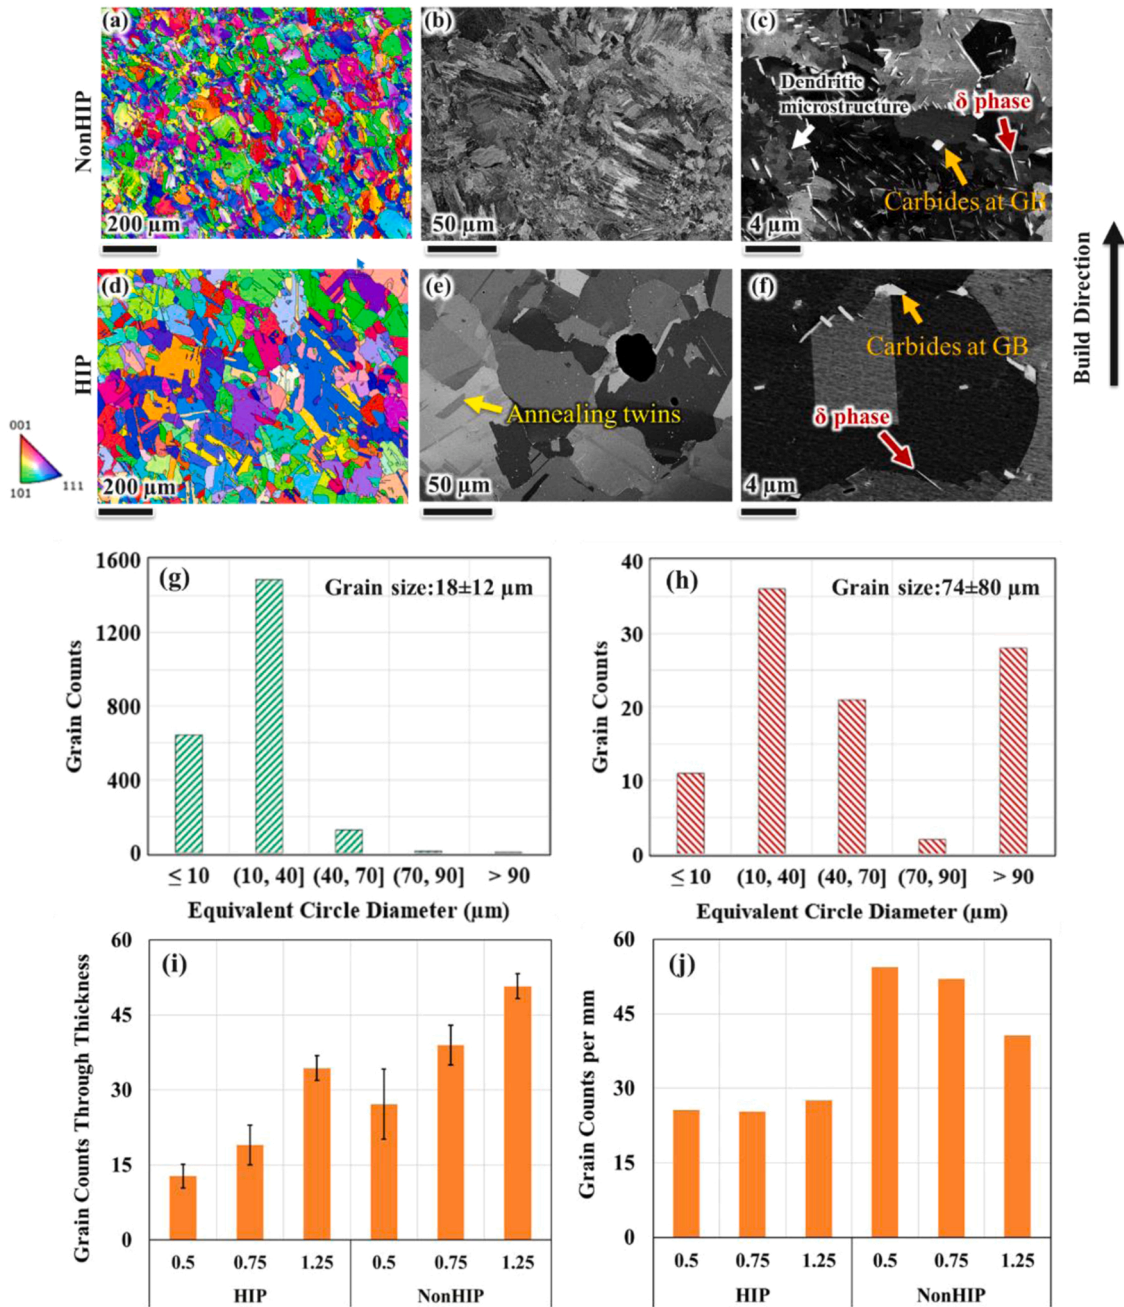 (a)
(b)
(c)
NonHIP
Dendritic
microstructure
δ phase
Carbides at GB
200 µm
50 µm
4 µm
Build Direction
(d)
(e)
(f)
HIP
Carbides at GB
Annealing twins
δ phase
001
101
111
200 µm
50 µm
4 µm
(g)
Grain size:18±12 µm
Grain Counts
1600
1200
800
400
0
≤ 10
(10, 40]
(40, 70]
(70, 90]
> 90
Equivalent Circle Diameter (µm)
(h)
Grain size:74±80 µm
Grain Counts
40
30
20
10
0
≤ 10
(10, 40]
(40, 70]
(70, 90]
> 90
Equivalent Circle Diameter (µm)
(i)
Grain Counts Through Thickness
60
45
30
15
0
0.5
0.75
1.25
0.5
0.75
1.25
HIP
NonHIP
(j)
Grain Counts per mm
60
45
30
15
0
0.5
0.75
1.25
0.5
0.75
1.25
HIP
NonHIP